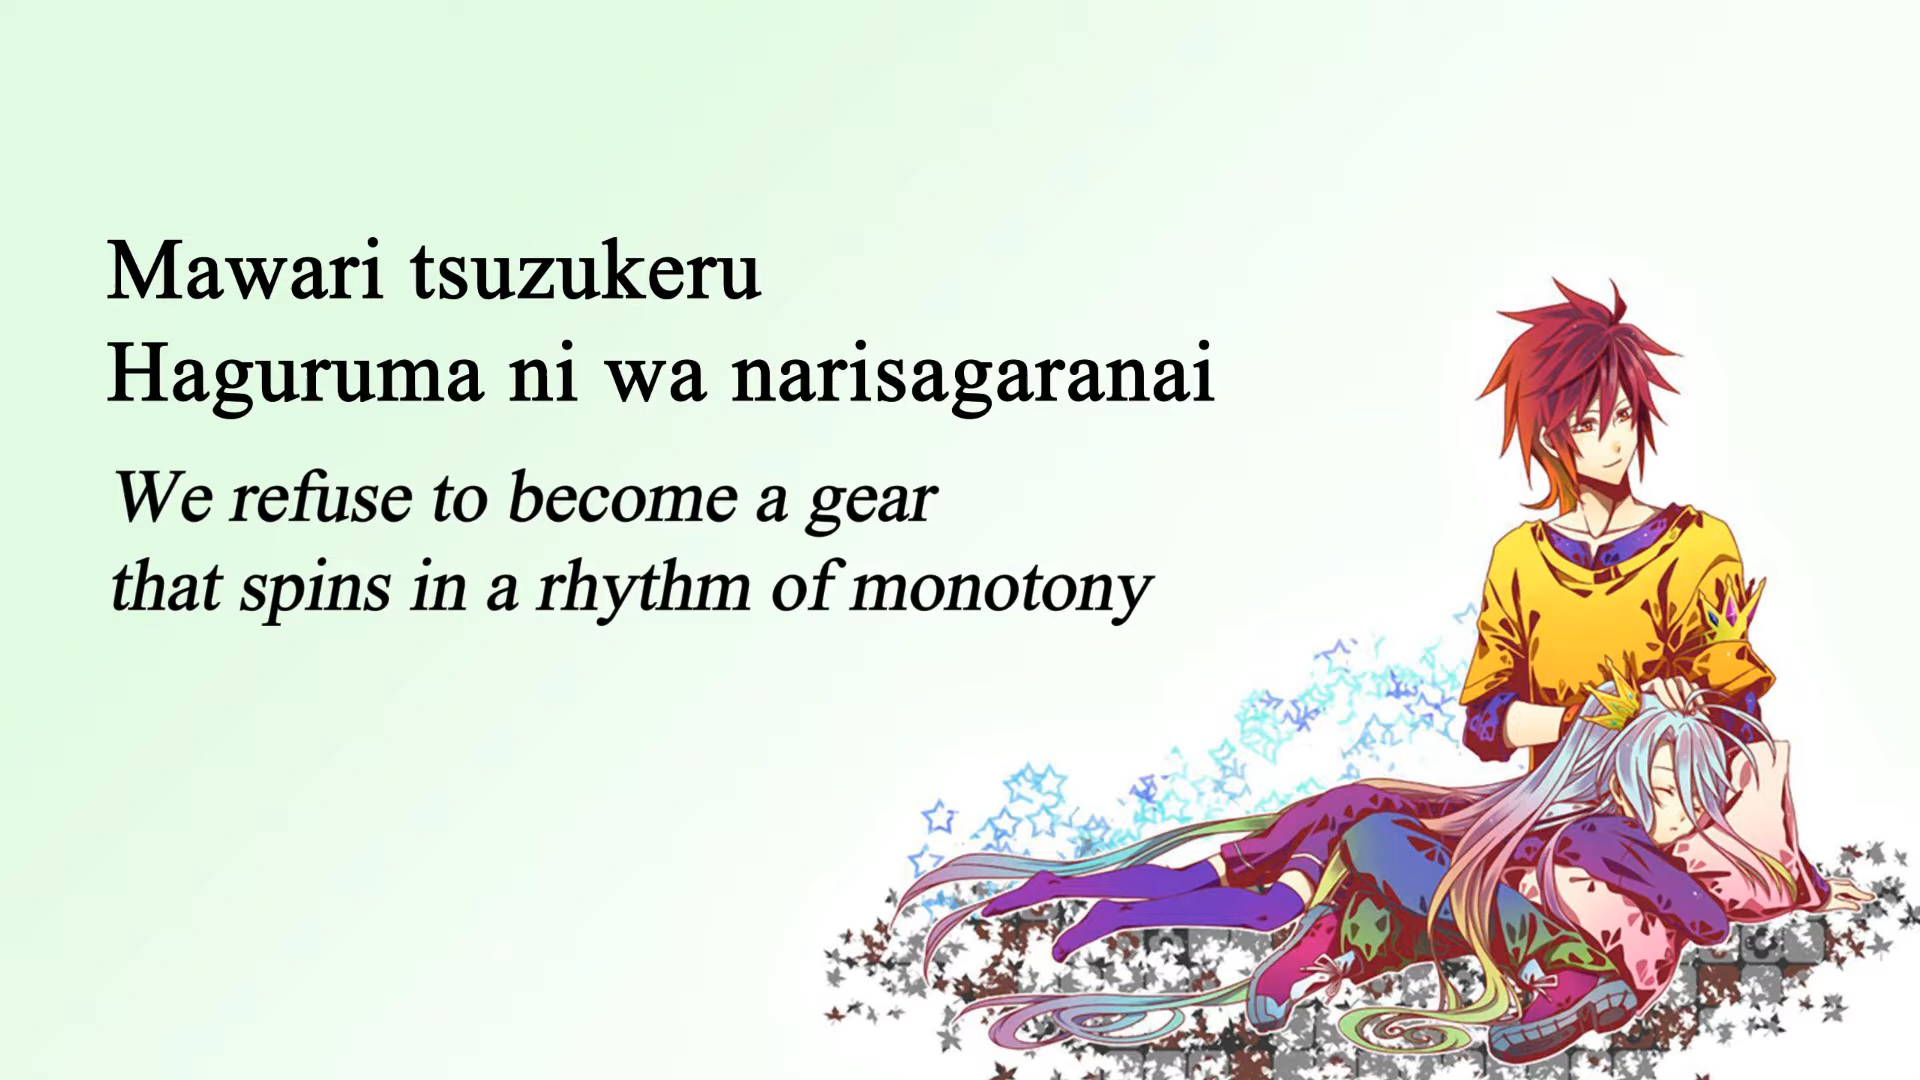 Mawari tsuzukeru
Haguruma ni wa narisagaranai
We refuse to become a gear
that spins in a rhythm of monotony